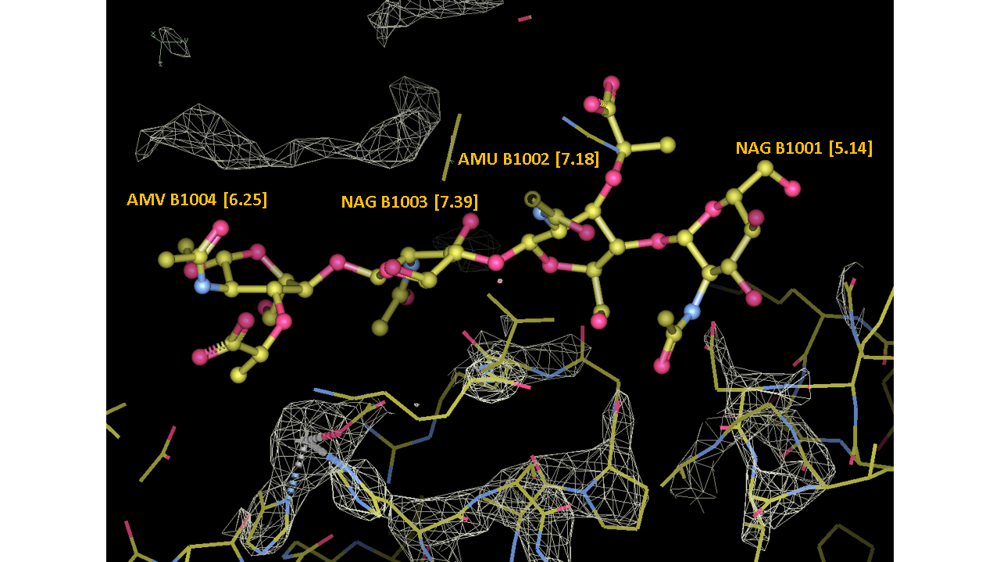 NAG B1001 [5.14]
AMU B1002 [7.18]
AMV B1004 [6.25]
NAG B1003 [7.39]